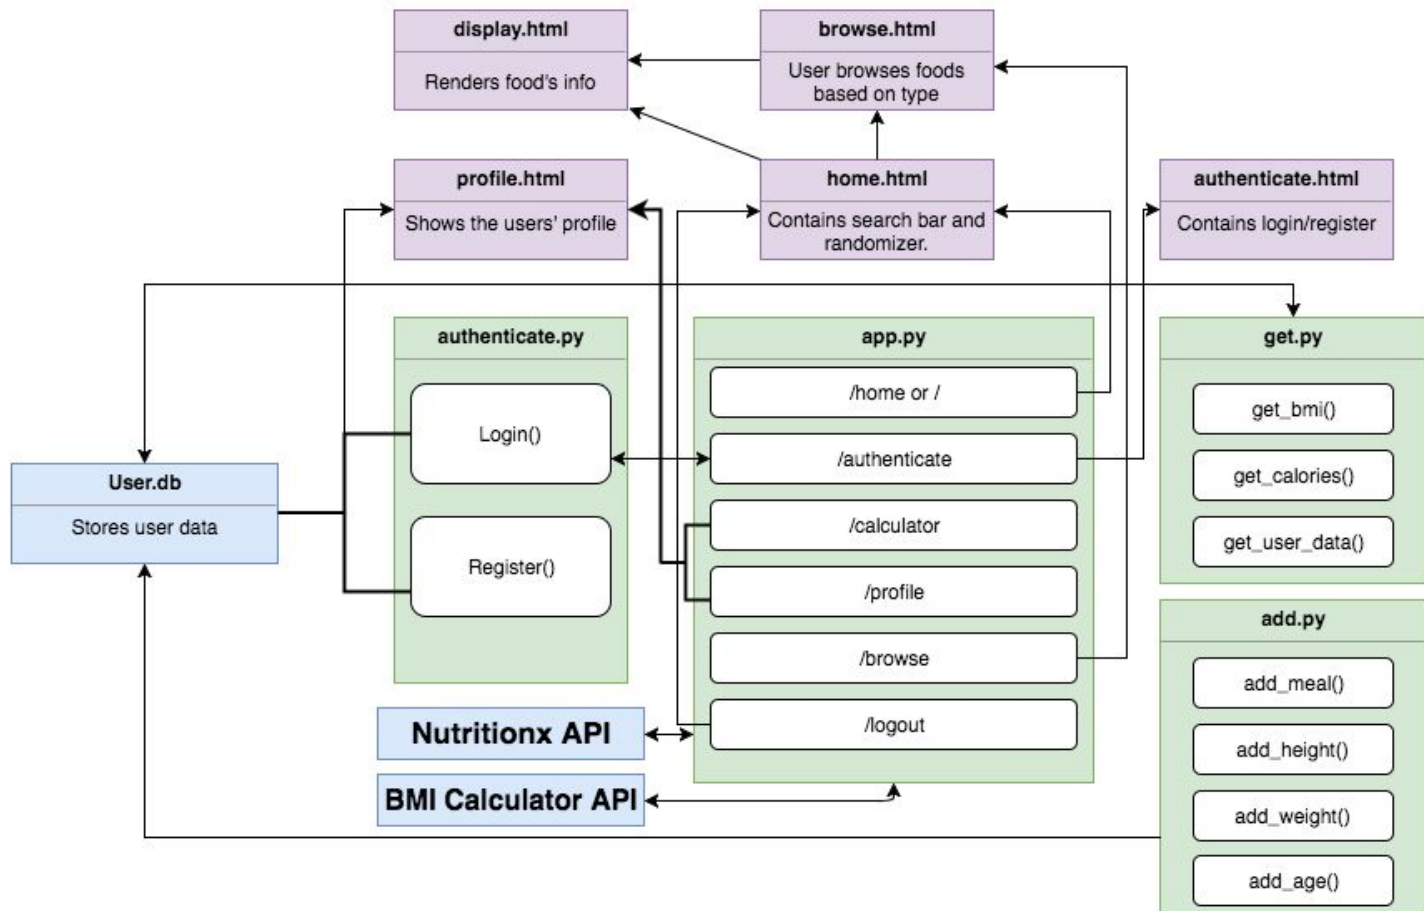 display.html
Renders food's info
browse.html
User browses foods
based on type
profile.html
Shows the users' profile
home.html
Contains search bar and
randomizer.
authenticate.html
Contains login/register
authenticate.py
Login()
Register()
app.py
/home or /
/authenticate
/calculator
/profile
/browse
/logout
get.py
get_bmi()
get_calories()
get_user_data()
User.db
Stores user data
add.py
add_meal()
add_height()
add_weight()
add_age()
Nutritionx API
BMI Calculator API